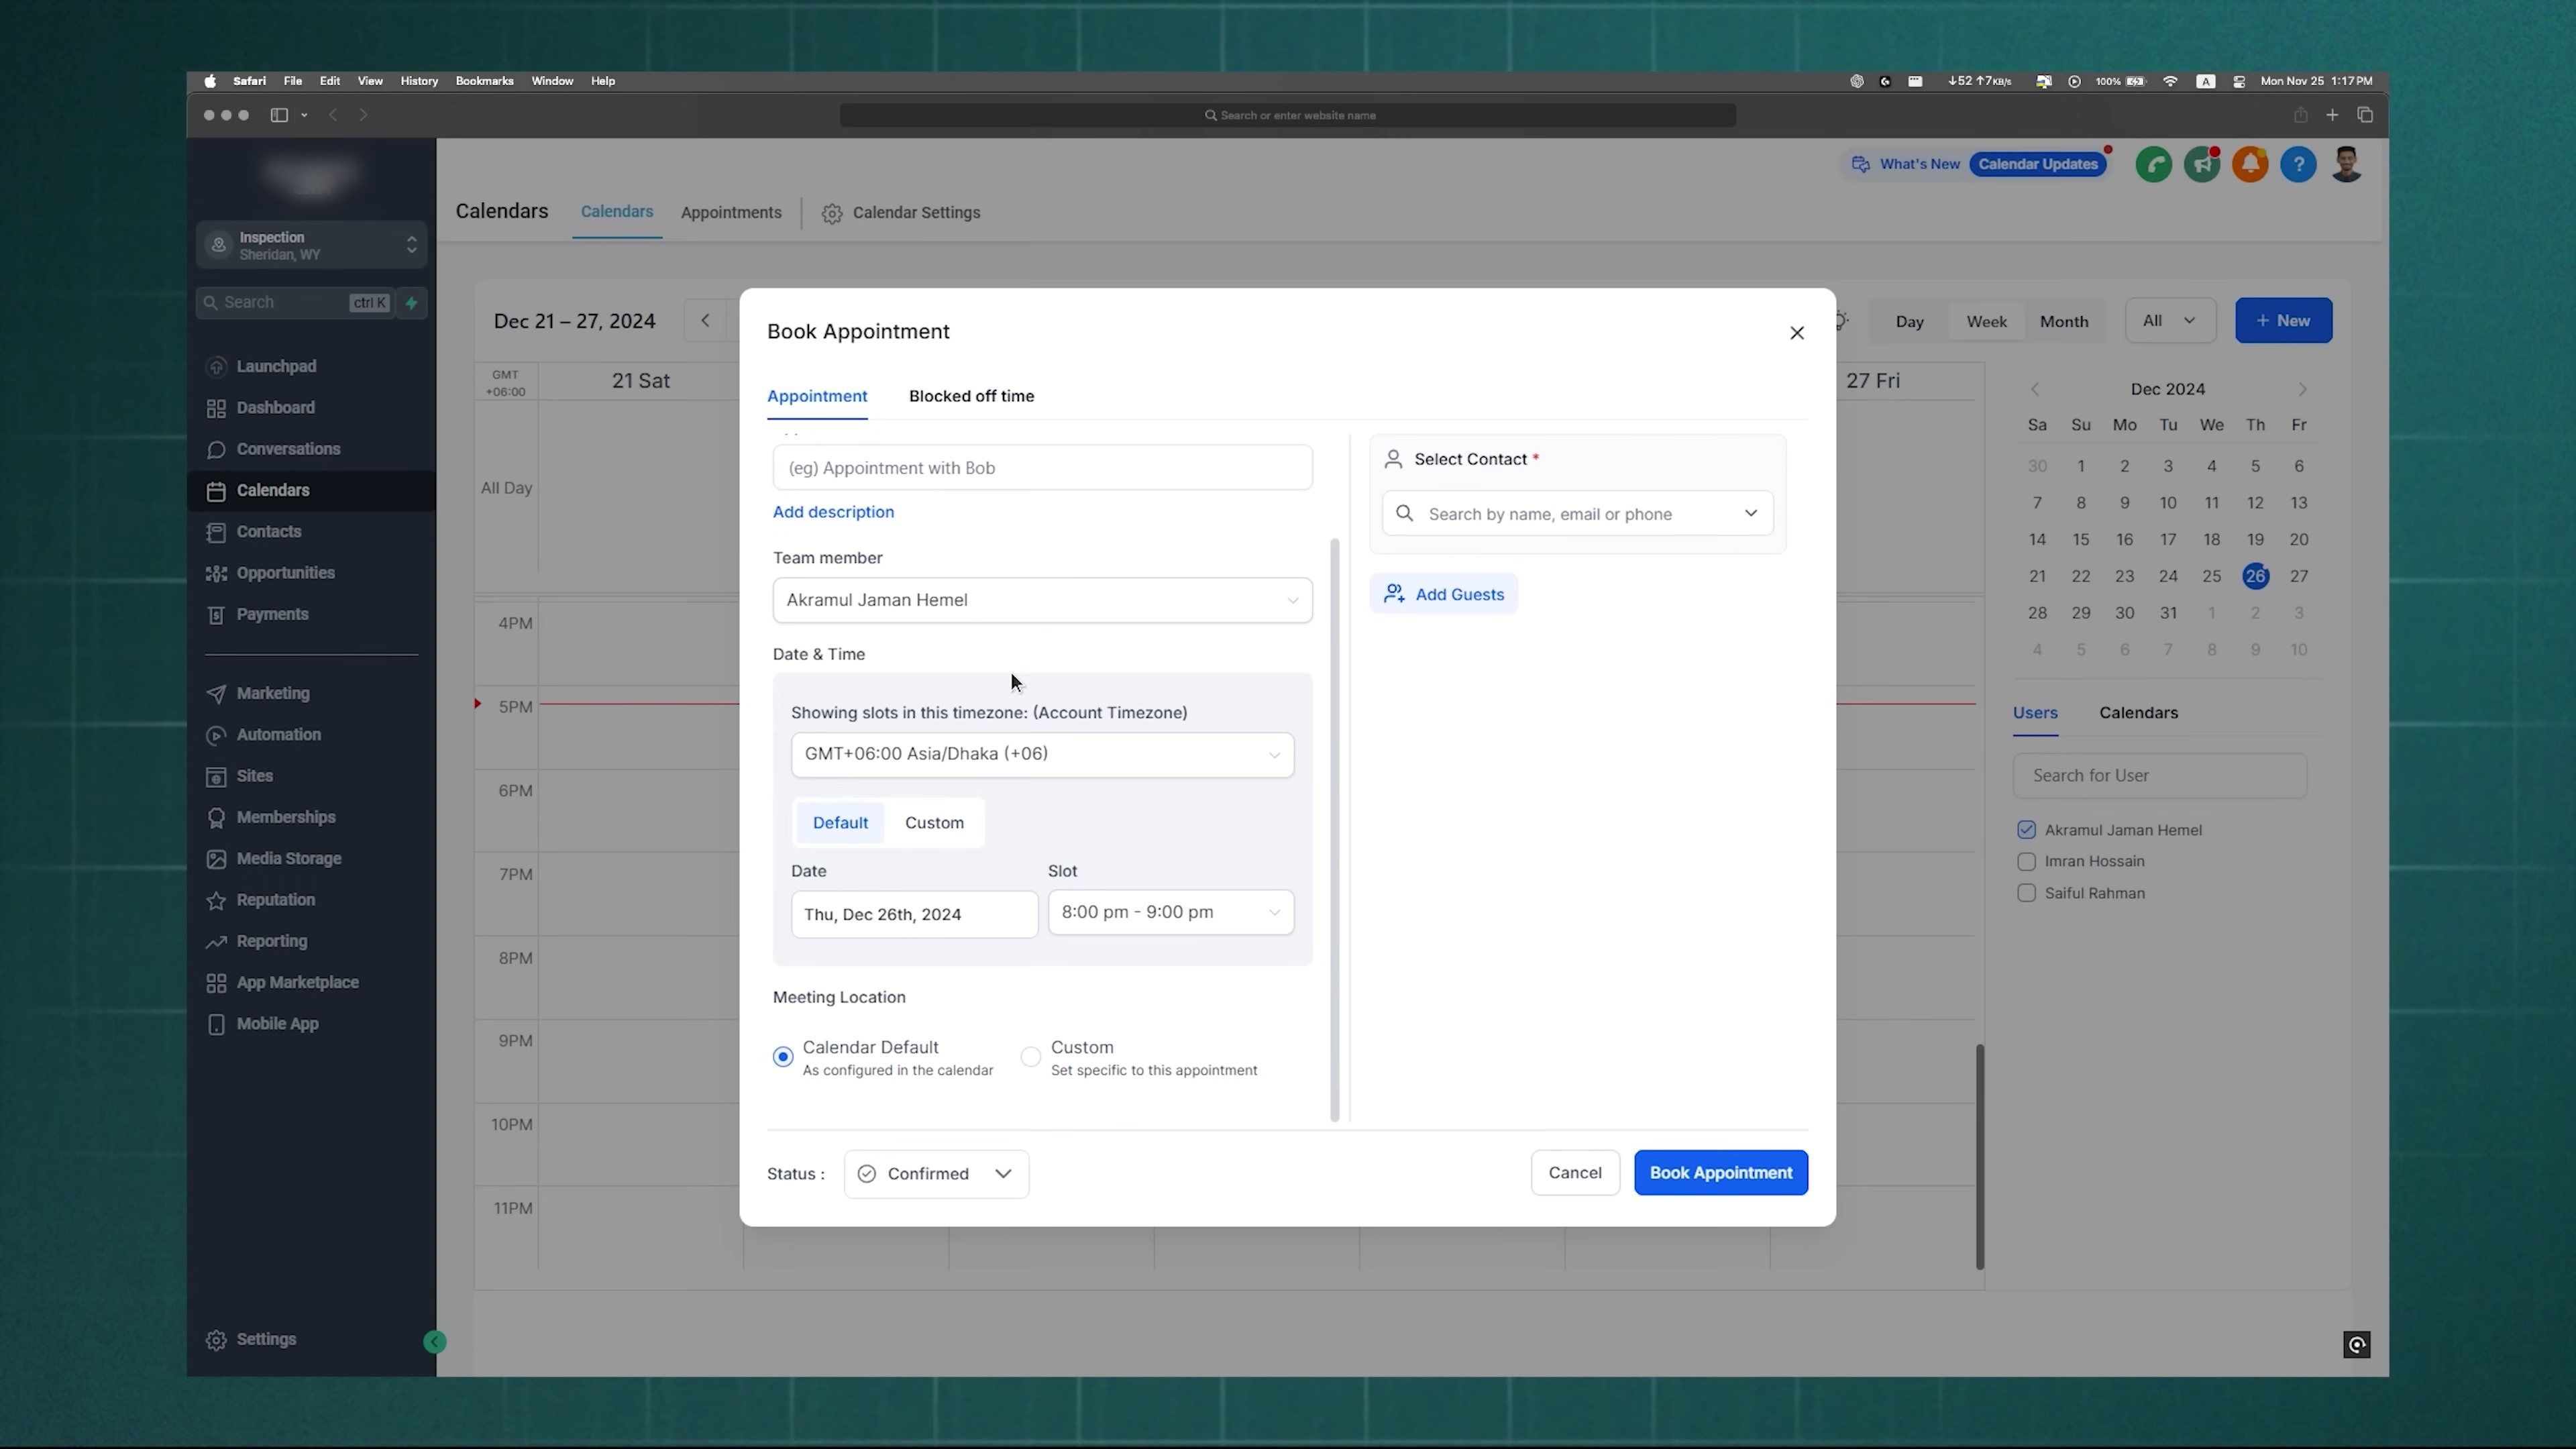 Safari File Edit View History Bookmarks Window Help
↓52 ↑7KB/s 100% A Mon Nov 25 1:17 PM
Search or enter website name
What's New Calendar Updates ?
Calendars Calendars Appointments Calendar Settings
Inspection
Sheridan, WY
Search ctrl K
Launchpad
Dashboard
Conversations
Calendars
Contacts
Opportunities
Payments
Marketing
Automation
Sites
Memberships
Media Storage
Reputation
Reporting
App Marketplace
Mobile App
Settings
Dec 21 – 27, 2024
Day Week Month All + New
GMT
+06:00
21 Sat
27 Fri
All Day
4PM
5PM
6PM
7PM
8PM
9PM
10PM
11PM
Book Appointment
Appointment Blocked off time
(eg) Appointment with Bob
Add description
Team member
Akramul Jaman Hemel
Date & Time
Showing slots in this timezone: (Account Timezone)
GMT+06:00 Asia/Dhaka (+06)
Default Custom
Date Slot
Thu, Dec 26th, 2024 8:00 pm - 9:00 pm
Meeting Location
Calendar Default Custom
As configured in the calendar Set specific to this appointment
Select Contact *
Search by name, email or phone
Add Guests
Status : Confirmed
Cancel Book Appointment
Dec 2024
Sa Su Mo Tu We Th Fr
30 1 2 3 4 5 6
7 8 9 10 11 12 13
14 15 16 17 18 19 20
21 22 23 24 25 26 27
28 29 30 31 1 2 3
4 5 6 7 8 9 10
Users Calendars
Search for User
Akramul Jaman Hemel
Imran Hossain
Saiful Rahman